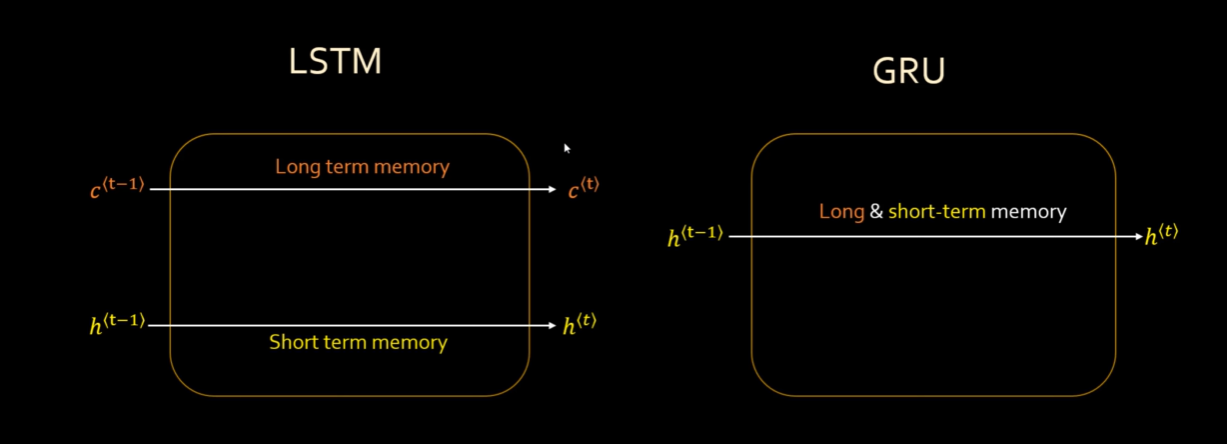 LSTM
GRU
Long term memory
c⟨t−1⟩
c⟨t⟩
Long & short-term memory
h⟨t−1⟩
h⟨t⟩
h⟨t−1⟩
h⟨t⟩
Short term memory